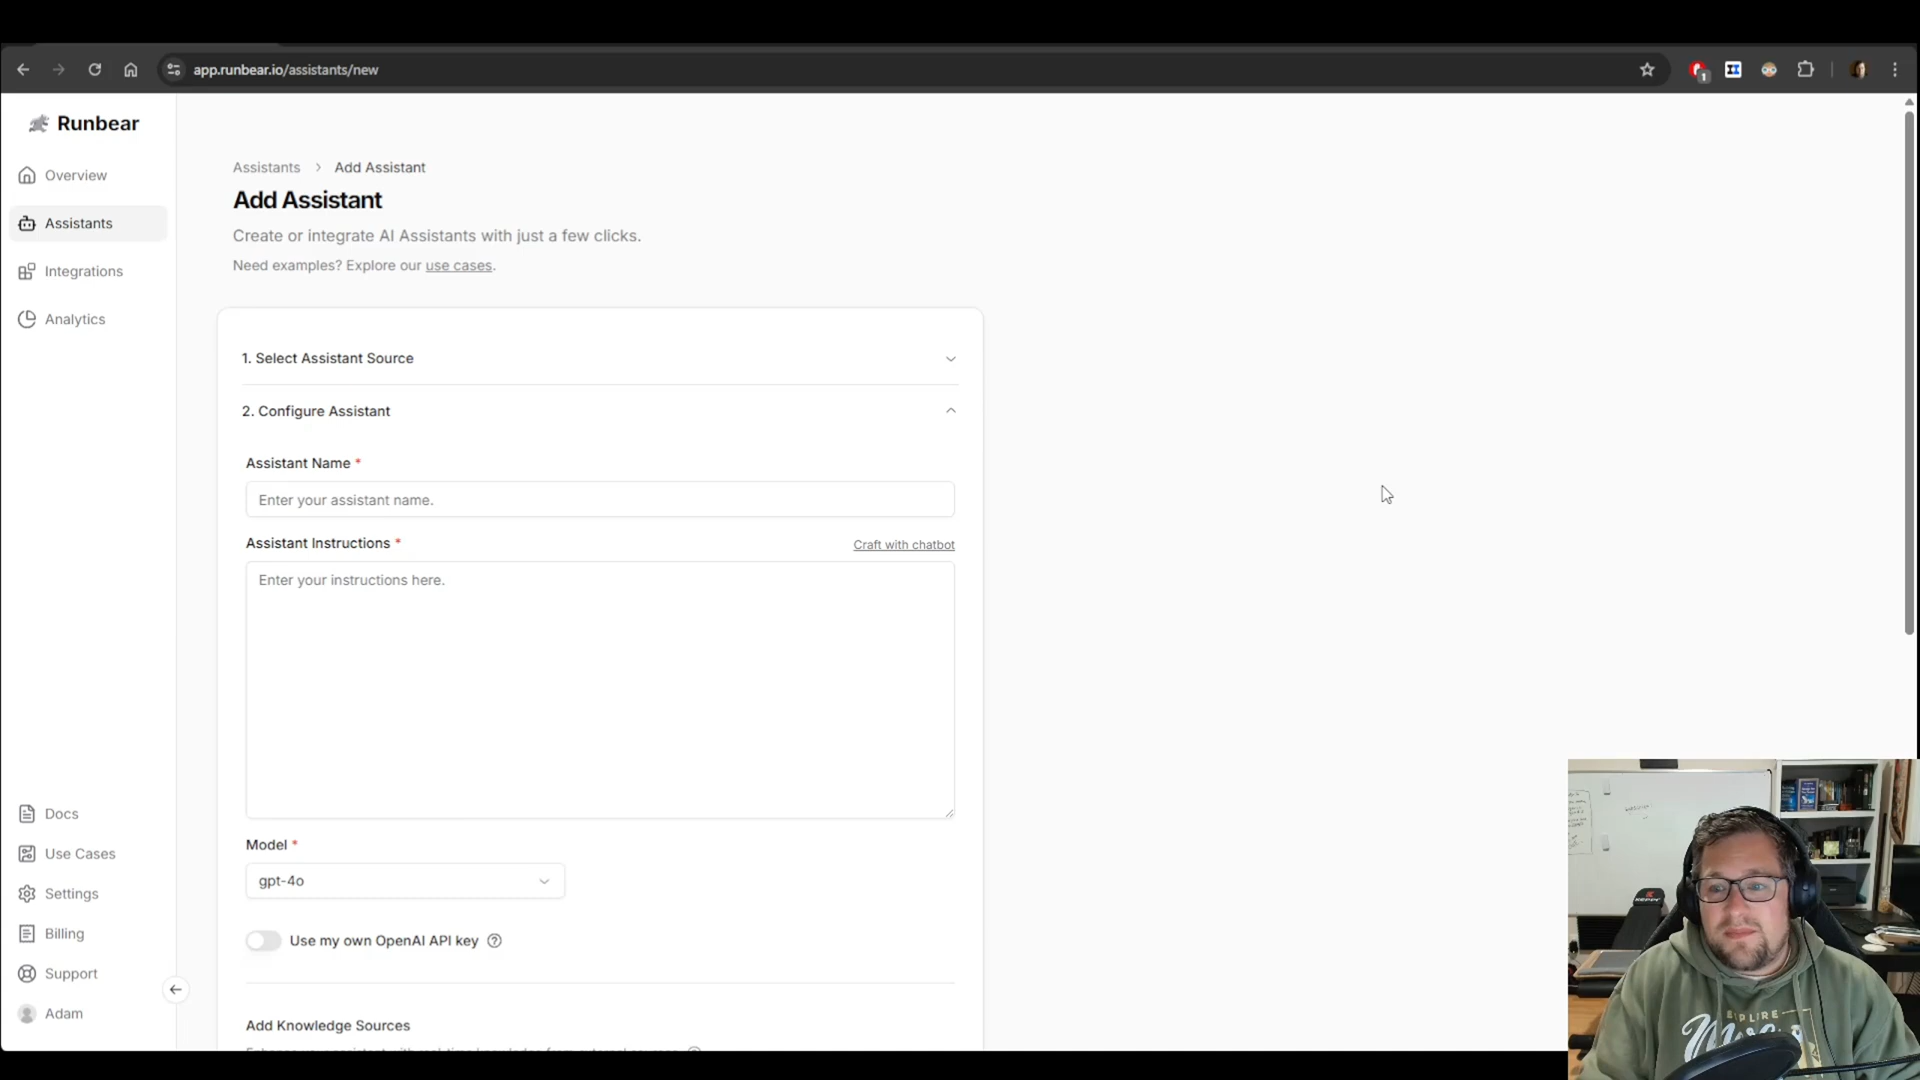 app.runbear.io/assistants/new
1
Runbear
Overview
Assistants
Integrations
Analytics
Docs
Use Cases
Settings
Billing
Support
Adam
Assistants > Add Assistant
Add Assistant
Create or integrate AI Assistants with just a few clicks.
Need examples? Explore our use cases.
1. Select Assistant Source
2. Configure Assistant
Assistant Name *
Enter your assistant name.
Assistant Instructions *
Craft with chatbot
Enter your instructions here.
Model *
gpt-4o
Use my own OpenAI API key
Add Knowledge Sources
EXPLORE